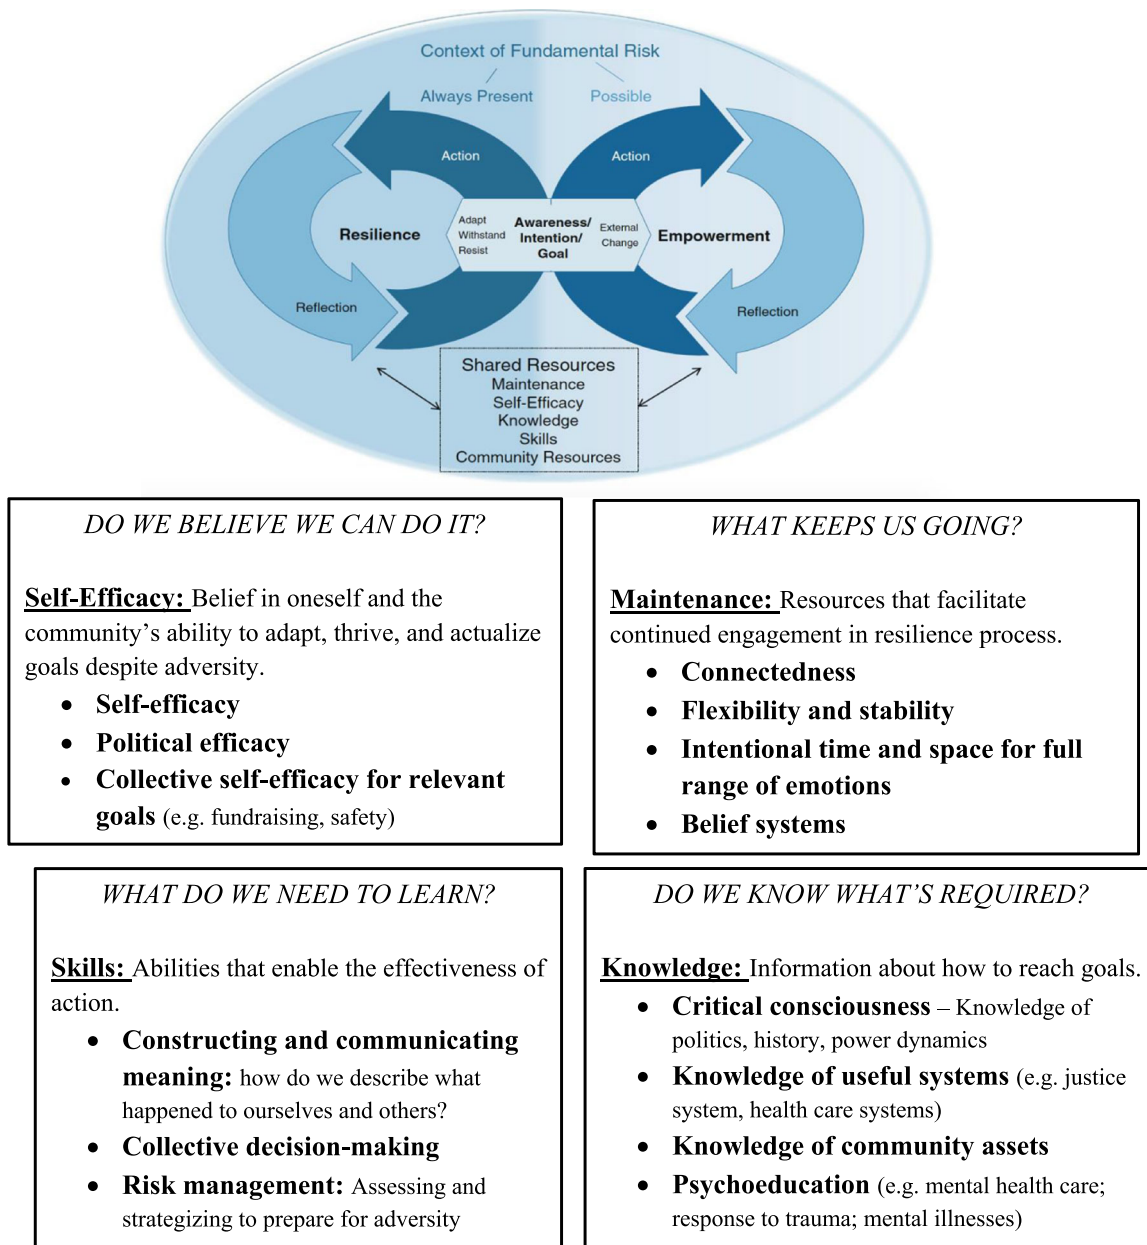 Context of Fundamental Risk
Always Present
Possible
Action
Action
Resilience
Adapt
Withstand
Resist
Awareness/
Intention/
Goal
External
Change
Empowerment
Reflection
Reflection
Shared Resources
Maintenance
Self-Efficacy
Knowledge
Skills
Community Resources
DO WE BELIEVE WE CAN DO IT?
Self-Efficacy: Belief in oneself and the
community's ability to adapt, thrive, and actualize
goals despite adversity.
• Self-efficacy
• Political efficacy
• Collective self-efficacy for relevant
goals (e.g. fundraising, safety)
WHAT KEEPS US GOING?
Maintenance: Resources that facilitate
continued engagement in resilience process.
• Connectedness
• Flexibility and stability
• Intentional time and space for full
range of emotions
• Belief systems
WHAT DO WE NEED TO LEARN?
Skills: Abilities that enable the effectiveness of
action.
• Constructing and communicating
meaning: how do we describe what
happened to ourselves and others?
• Collective decision-making
• Risk management: Assessing and
strategizing to prepare for adversity
DO WE KNOW WHAT'S REQUIRED?
Knowledge: Information about how to reach goals.
• Critical consciousness – Knowledge of
politics, history, power dynamics
• Knowledge of useful systems (e.g. justice
system, health care systems)
• Knowledge of community assets
• Psychoeducation (e.g. mental health care;
response to trauma; mental illnesses)